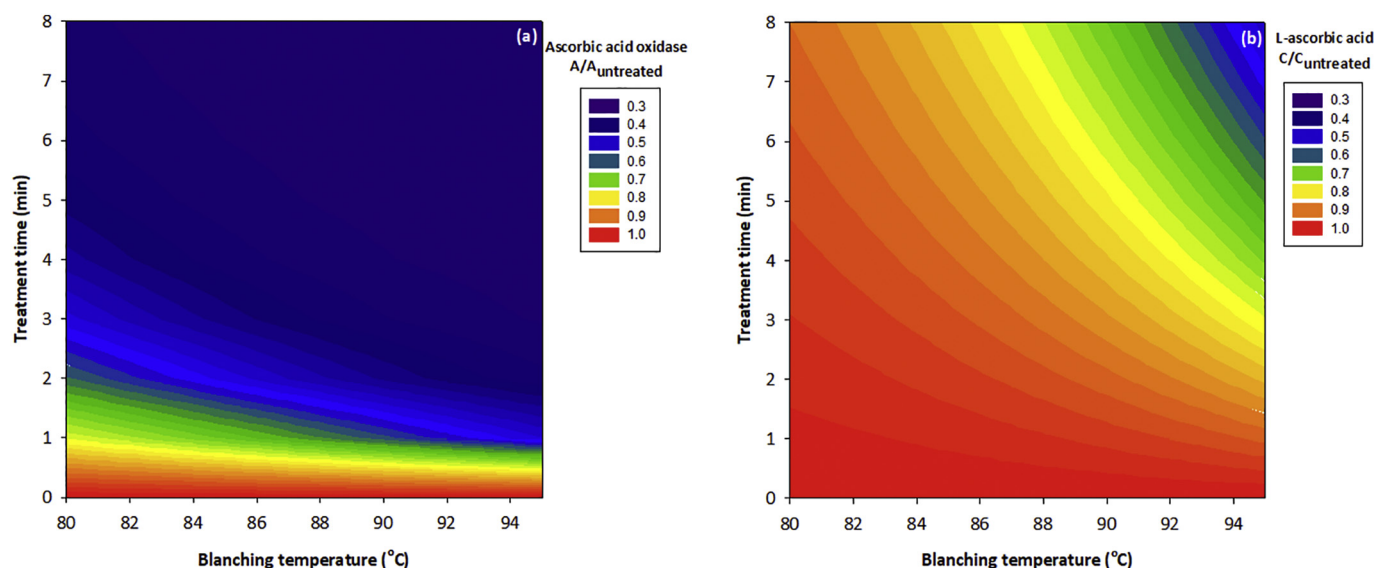 (a)
Ascorbic acid oxidase
A/Auntreated
0.3
0.4
0.5
0.6
0.7
0.8
0.9
1.0
8
7
6
5
4
3
2
1
0
Treatment time (min)
80 82 84 86 88 90 92 94
Blanching temperature (°C)
(b)
L-ascorbic acid
C/Cuntreated
0.3
0.4
0.5
0.6
0.7
0.8
0.9
1.0
8
7
6
5
4
3
2
1
0
Treatment time (min)
80 82 84 86 88 90 92 94
Blanching temperature (°C)